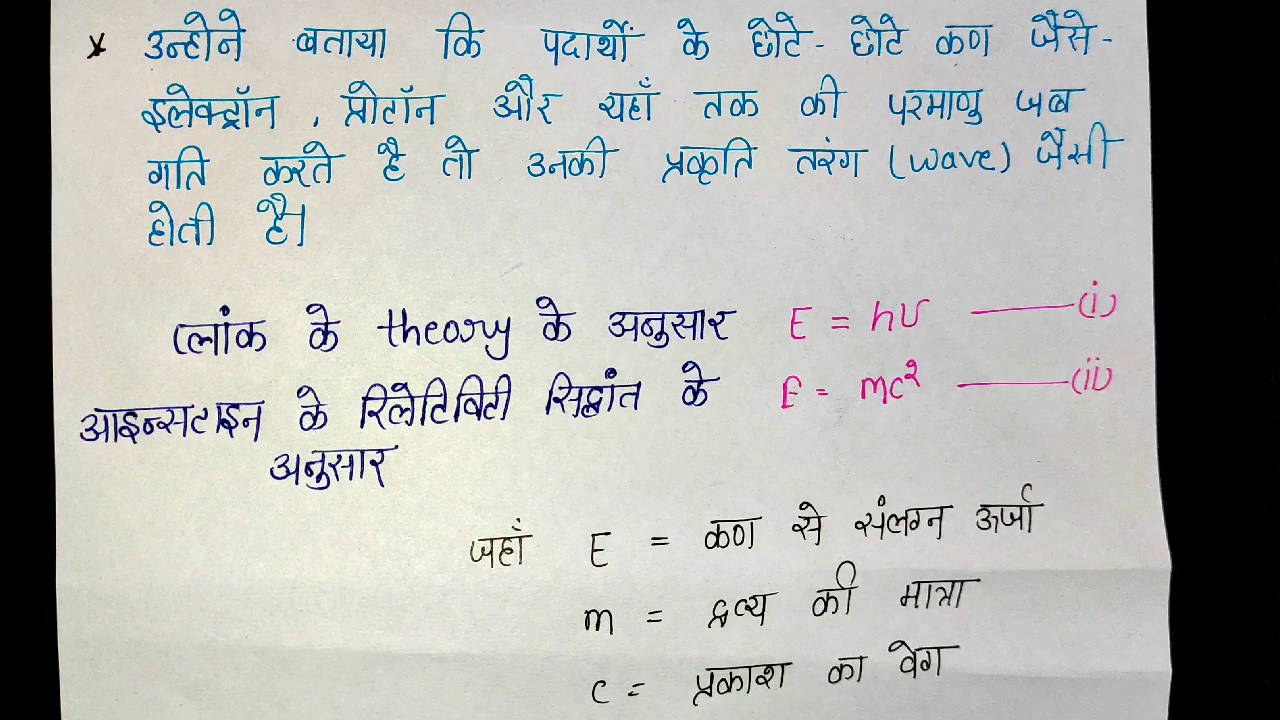 * उन्होने बताया कि पदार्थों के छोटे - छोटे कण जैसे -
इलेक्ट्रॉन , प्रोटॉन और यहाँ तक की परमाणु जब
गति करते है तो उनकी प्रकृति तरंग (wave) जैसी
होती है।
प्लांक के theory के अनुसार E = hν ——(i)
आइन्सटाइन के रिलेटिविटी सिद्धांत के E = mc² ——(ii)
अनुसार
जहाँ E = कण से संलग्न ऊर्जा
m = द्रव्य की मात्रा
c = प्रकाश का वेग